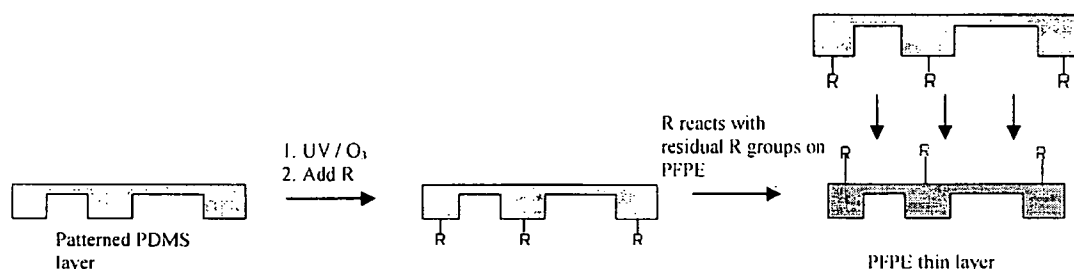 R
R
R
R
R
R
1. UV / O₃
2. Add R
R reacts with
residual R groups on
PFPE
R
R
R
Patterned PDMS
layer
PFPE thin layer